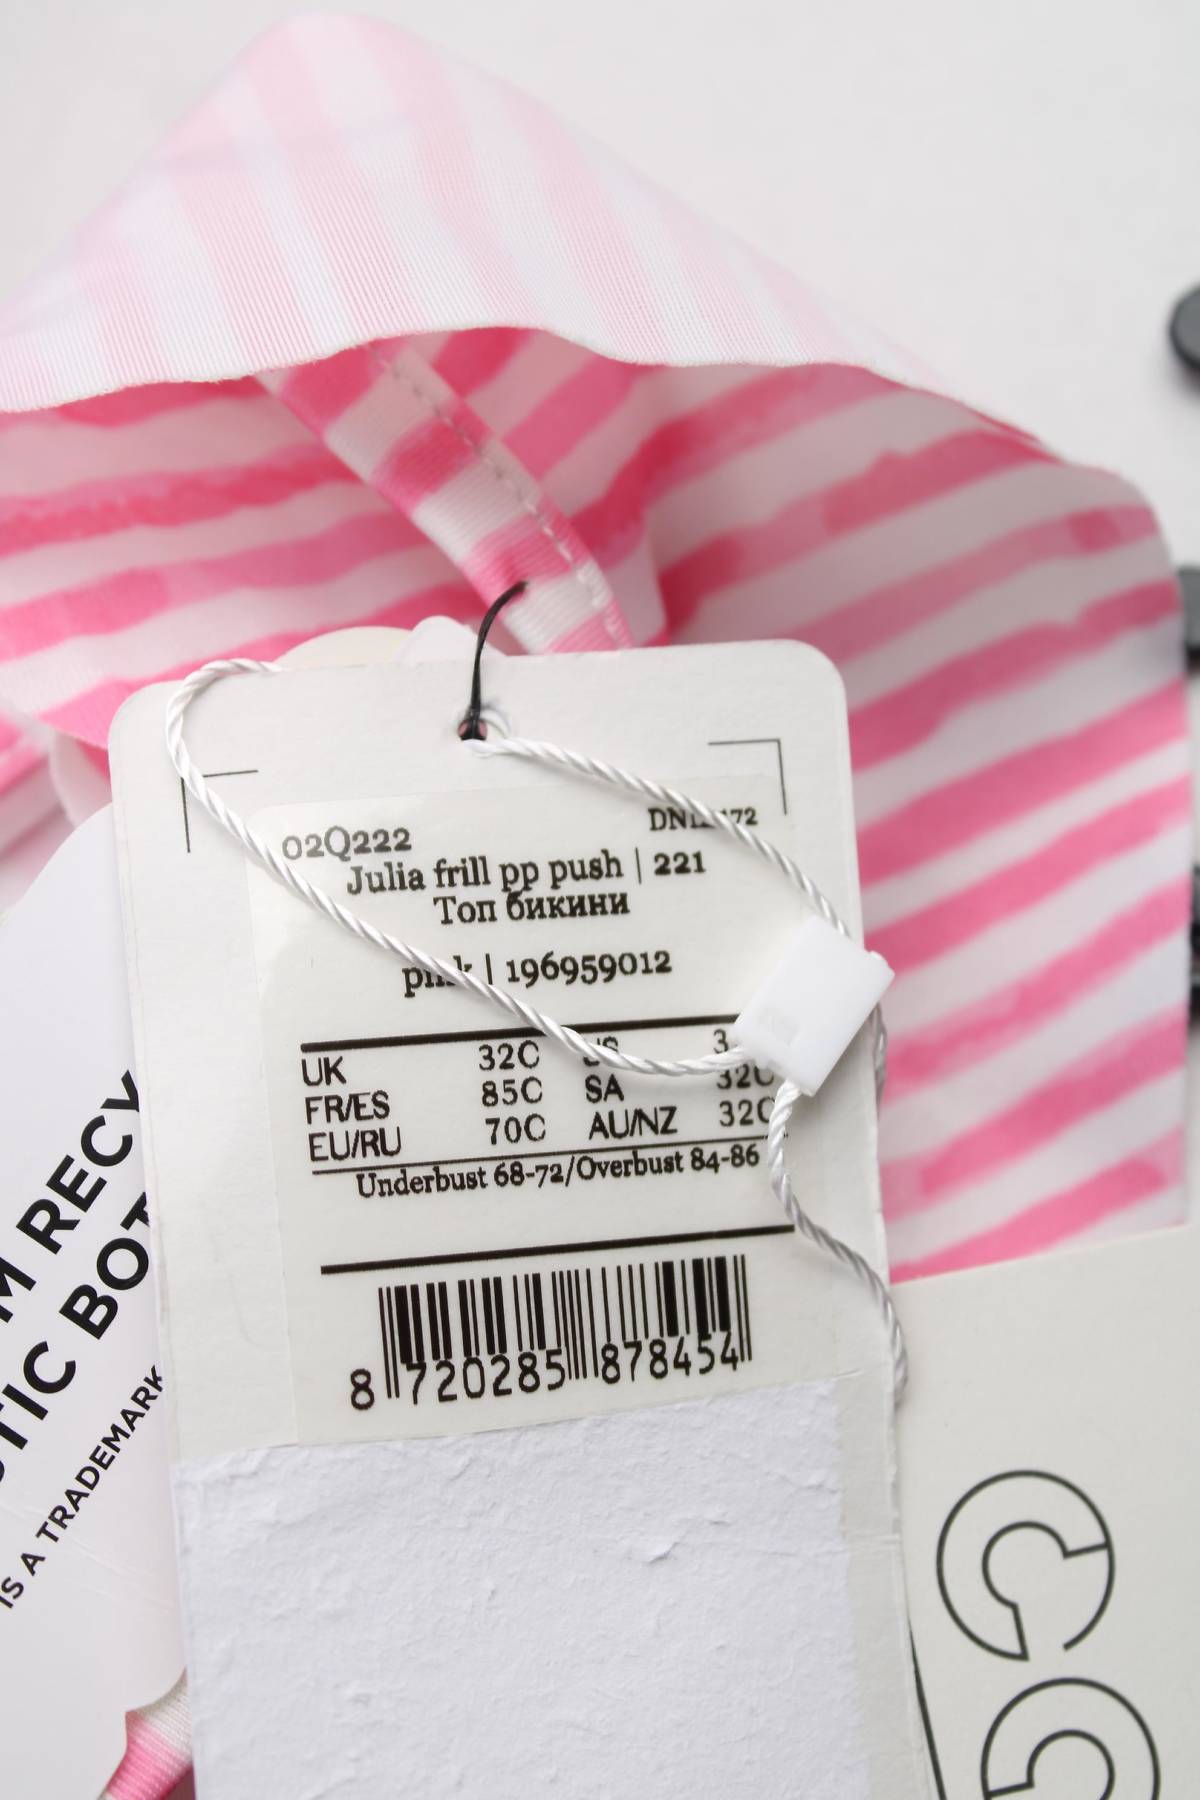 02Q222
Julia frill pp push | 221
Топ бикини
| 196959012
UK 32C
FR/ES 85C SA 32C
EU/RU 70C AU/NZ 32C
Underbust 68-72/Overbust 84-86
8 720285 878454
RECY
STIC BOT
IS A TRADEMARK